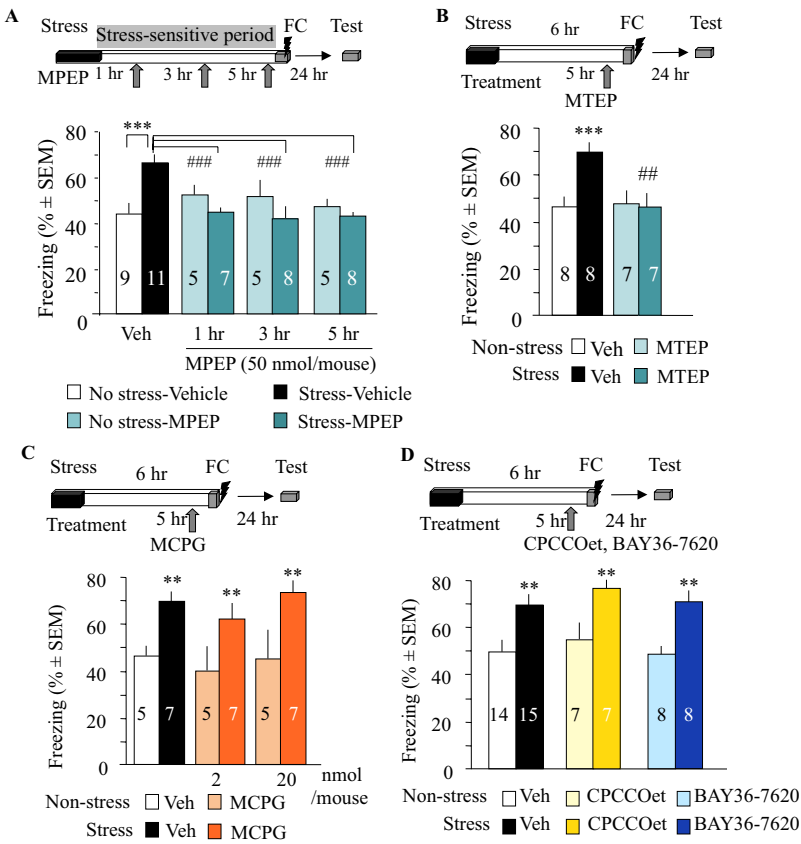 A
Stress
Stress-sensitive period
FC
Test
MPEP
1 hr
3 hr
5 hr
24 hr
Freezing (% ± SEM)
80
60
40
20
0
***
###
###
###
9
11
5
7
5
8
5
8
Veh
1 hr
3 hr
5 hr
MPEP (50 nmol/mouse)
No stress-Vehicle
Stress-Vehicle
No stress-MPEP
Stress-MPEP
B
Stress
6 hr
FC
Test
Treatment
5 hr
24 hr
MTEP
Freezing (% ± SEM)
80
60
40
20
0
***
##
8
8
7
7
Non-stress Veh MTEP
Stress Veh MTEP
C
Stress
6 hr
FC
Test
Treatment
5 hr
24 hr
MCPG
Freezing (% ± SEM)
80
60
40
20
0
**
**
**
5
7
5
7
5
7
2
20
nmol
/mouse
Non-stress Veh MCPG
Stress Veh MCPG
D
Stress
6 hr
FC
Test
Treatment
5 hr
24 hr
CPCCOet, BAY36-7620
Freezing (% ± SEM)
80
60
40
20
0
**
**
**
14
15
7
7
8
8
Non-stress Veh CPCCOet BAY36-7620
Stress Veh CPCCOet BAY36-7620